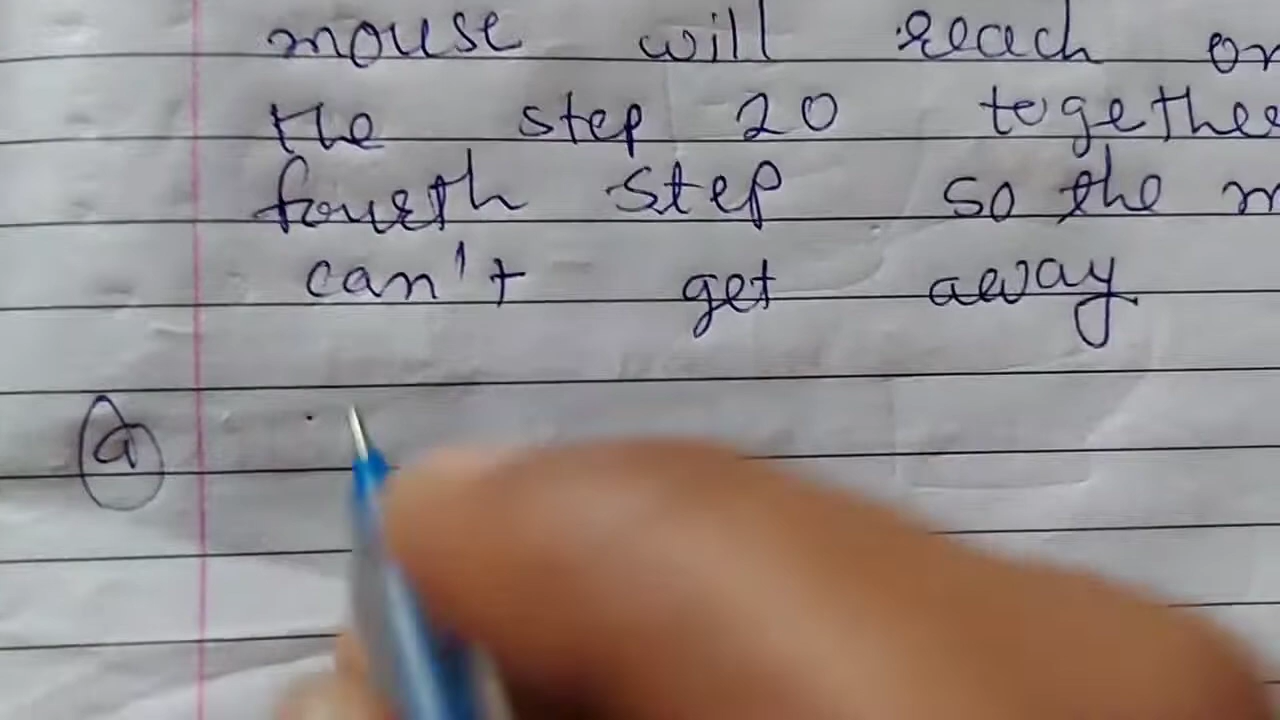 mouse will reach on
the step 20 together
fourth step so the m
can't get away
a